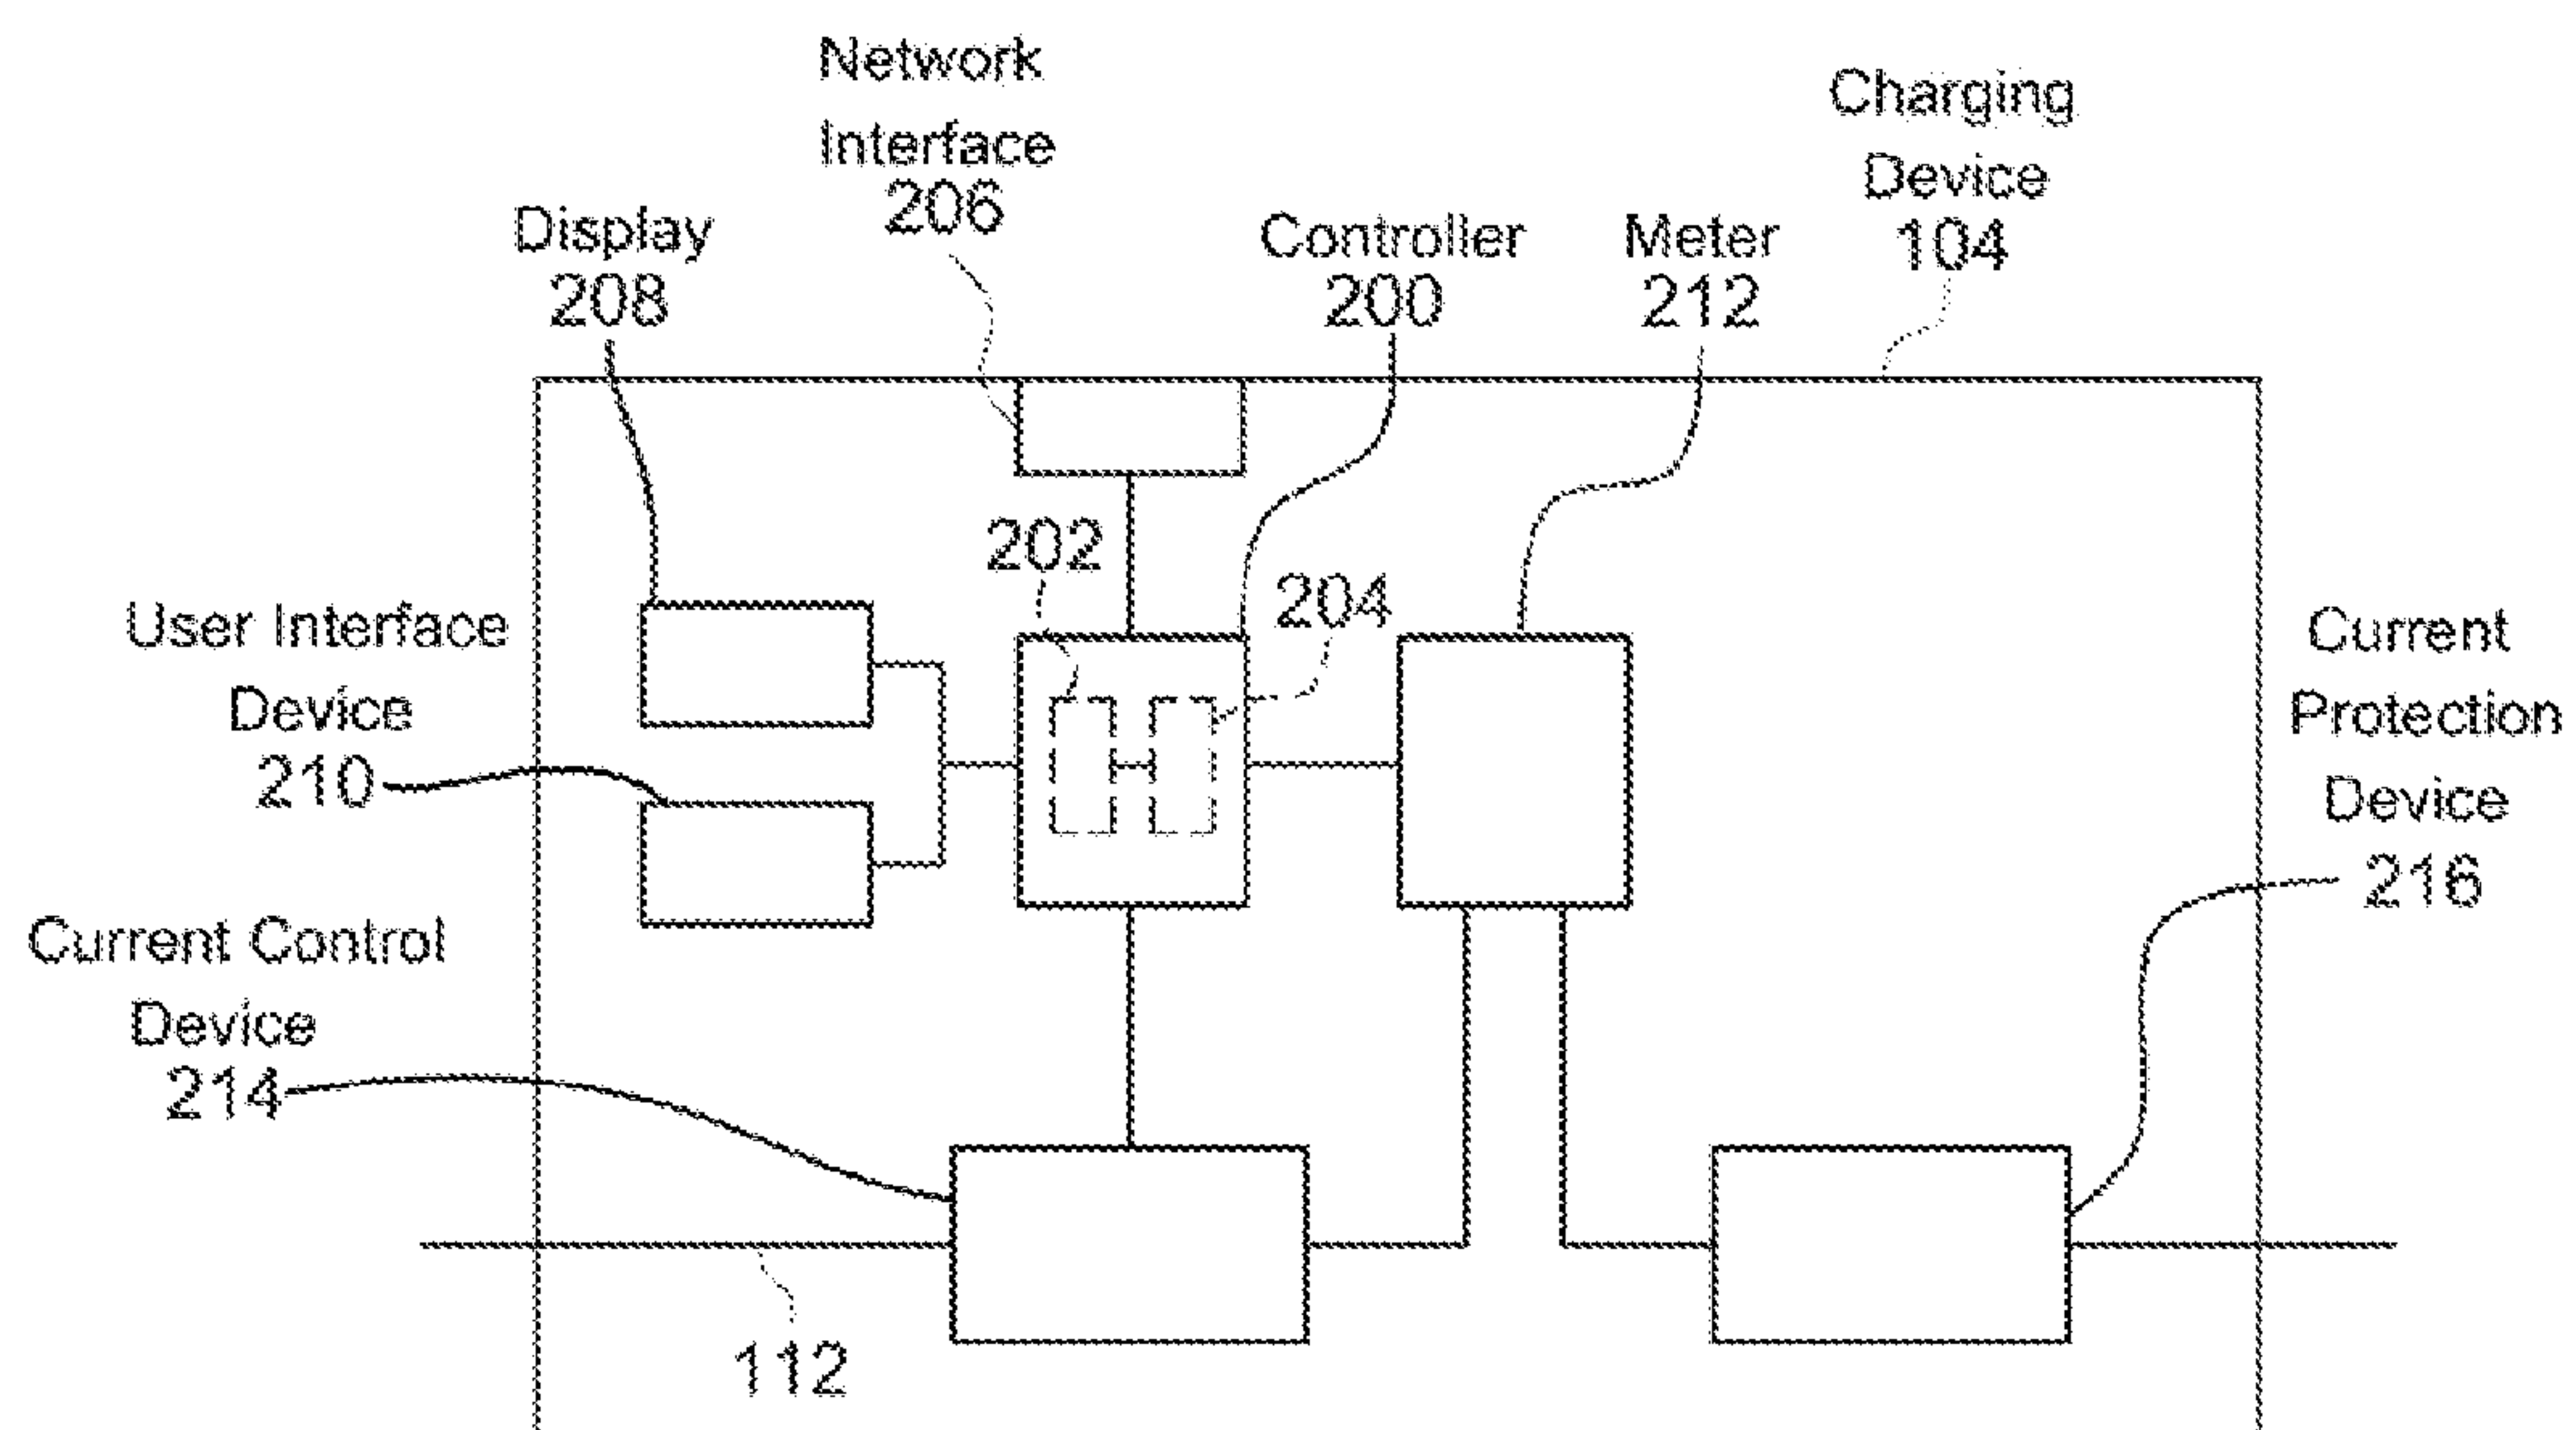 Network
Interface
206
Charging
Device
104
Display
208
Controller
200
Meter
212
202
204
User Interface
Device
210
Current
Protection
Device
216
Current Control
Device
214
112